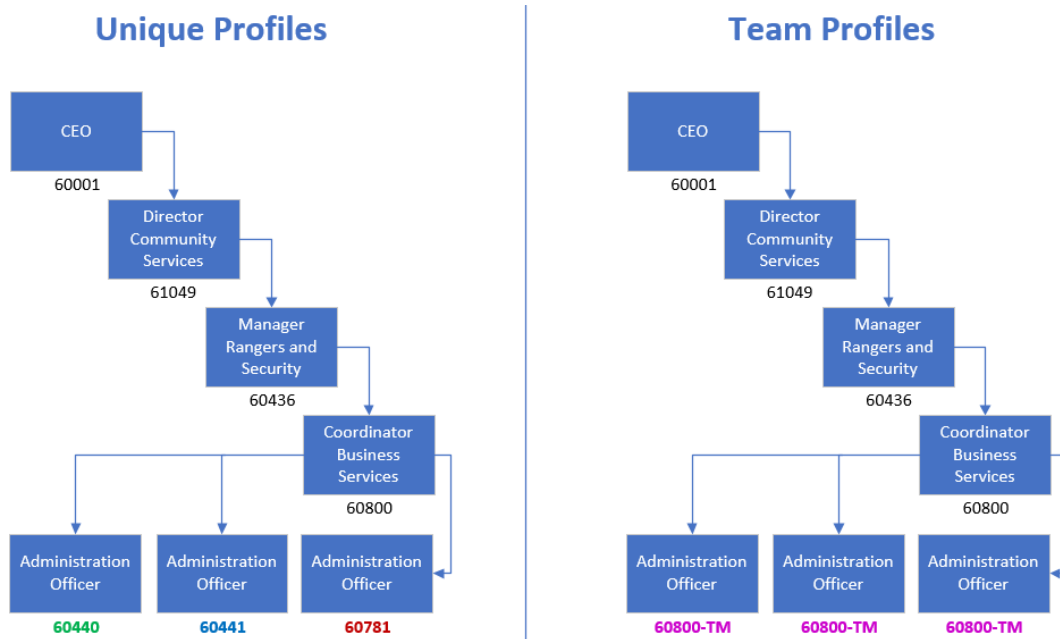 Unique Profiles
CEO
60001
Director
Community
Services
61049
Manager
Rangers and
Security
60436
Coordinator
Business
Services
60800
Administration
Officer
60440
Administration
Officer
60441
Administration
Officer
60781
Team Profiles
CEO
60001
Director
Community
Services
61049
Manager
Rangers and
Security
60436
Coordinator
Business
Services
60800
Administration
Officer
60800-TM
Administration
Officer
60800-TM
Administration
Officer
60800-TM